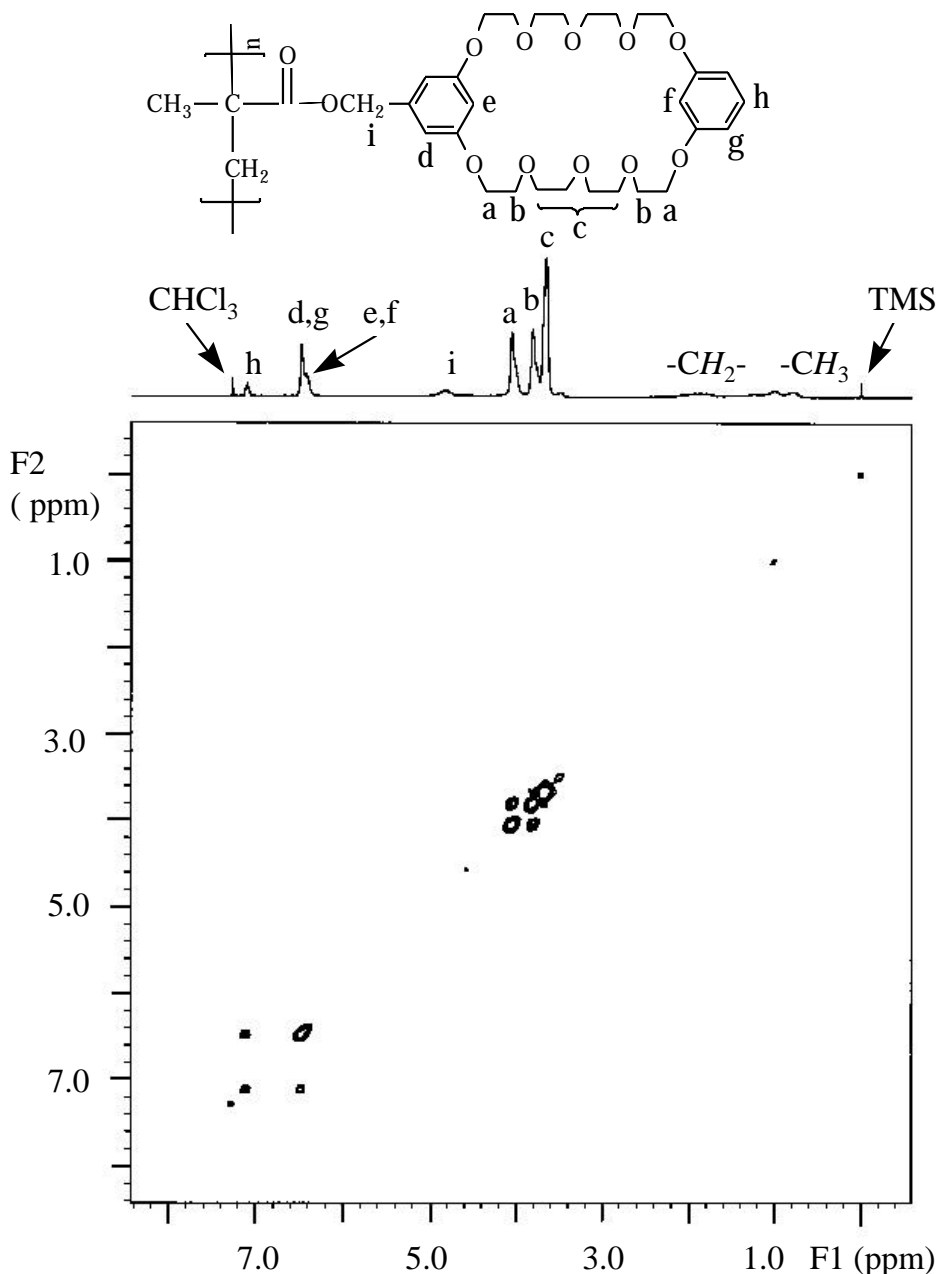 n
O
O O O O O
CH3
OCH2
e
f
h
i
d
g
CH2
O O O O O
a b b a
c
c
CHCl3
d,g
e,f
a
b
TMS
h
i
-CH2-
-CH3
F2
( ppm)
1.0
3.0
5.0
7.0
7.0 5.0 3.0 1.0 F1 (ppm)